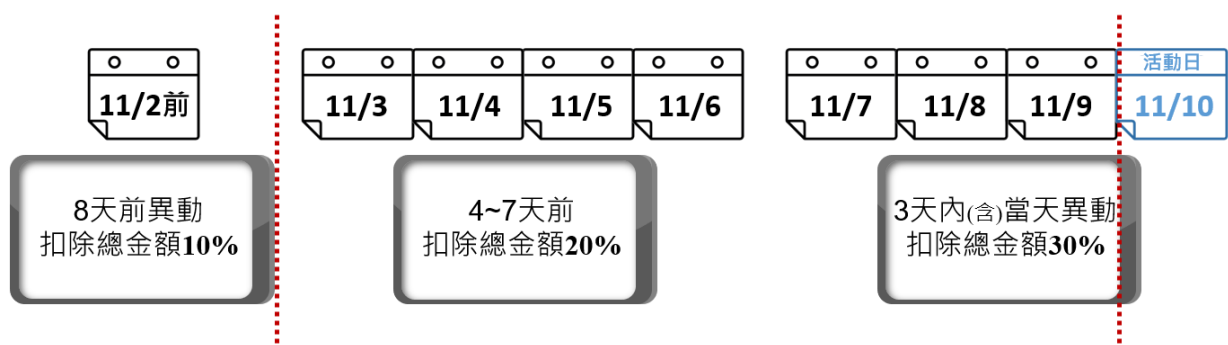 11/2前
11/3
11/4
11/5
11/6
11/7
11/8
11/9
活動日
11/10
8天前異動
扣除總金額10%
4~7天前
扣除總金額20%
3天內(含)當天異動
扣除總金額30%